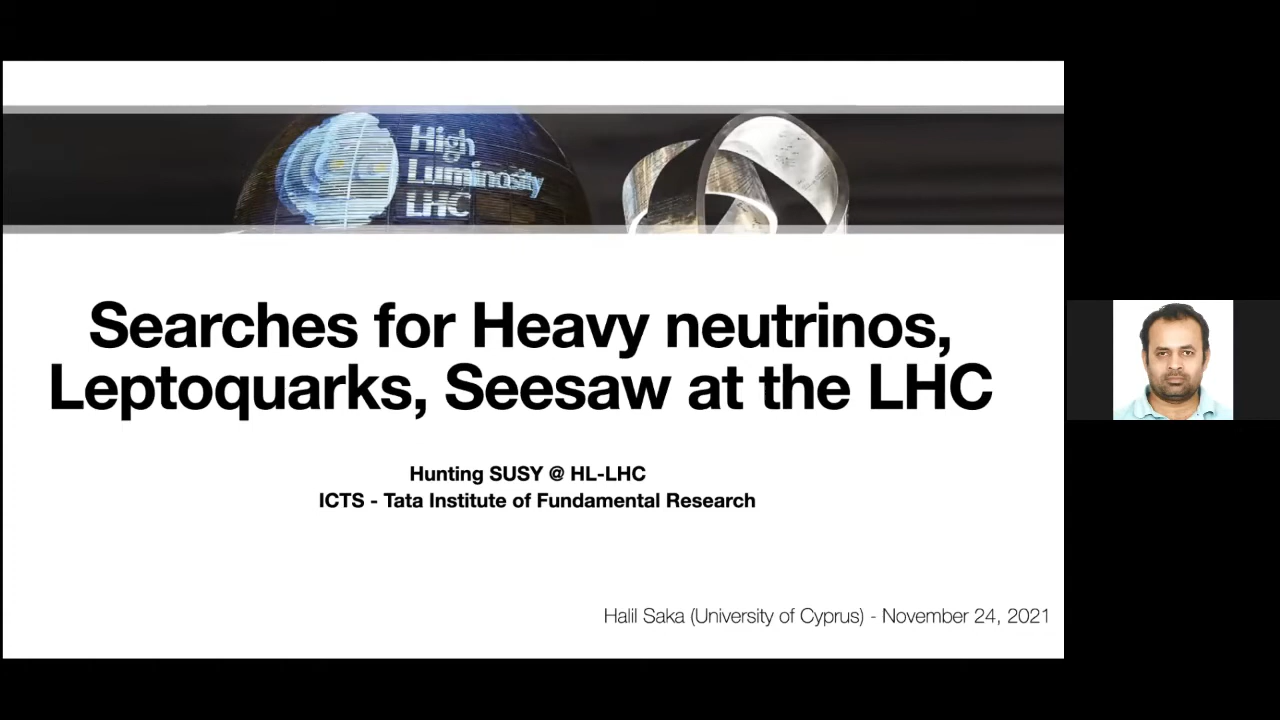 High
Luminosity
LHC
Searches for Heavy neutrinos,
Leptoquarks, Seesaw at the LHC
Hunting SUSY @ HL-LHC
ICTS - Tata Institute of Fundamental Research
Halil Saka (University of Cyprus) - November 24, 2021